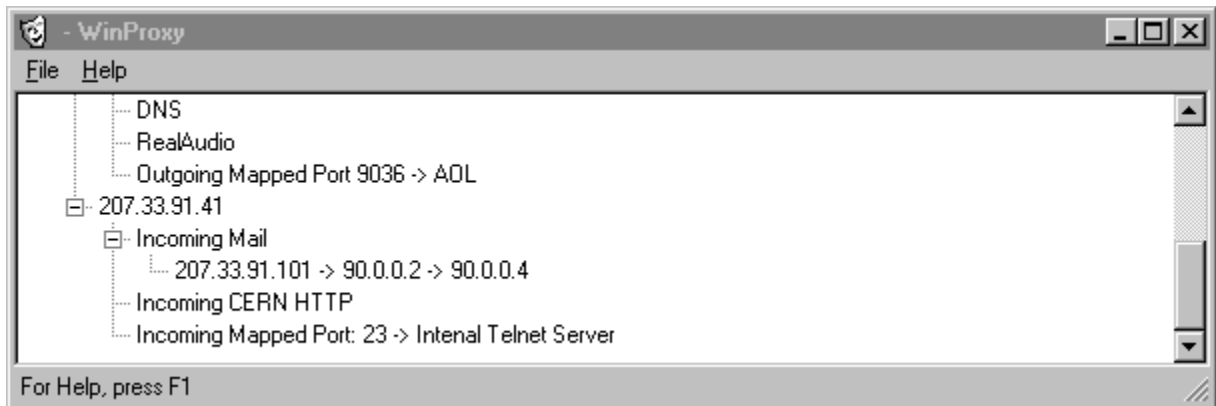 - WinProxy
File Help
DNS
RealAudio
Outgoing Mapped Port 9036 -> AOL
207.33.91.41
Incoming Mail
207.33.91.101 -> 90.0.0.2 -> 90.0.0.4
Incoming CERN HTTP
Incoming Mapped Port: 23 -> Intenal Telnet Server
For Help, press F1